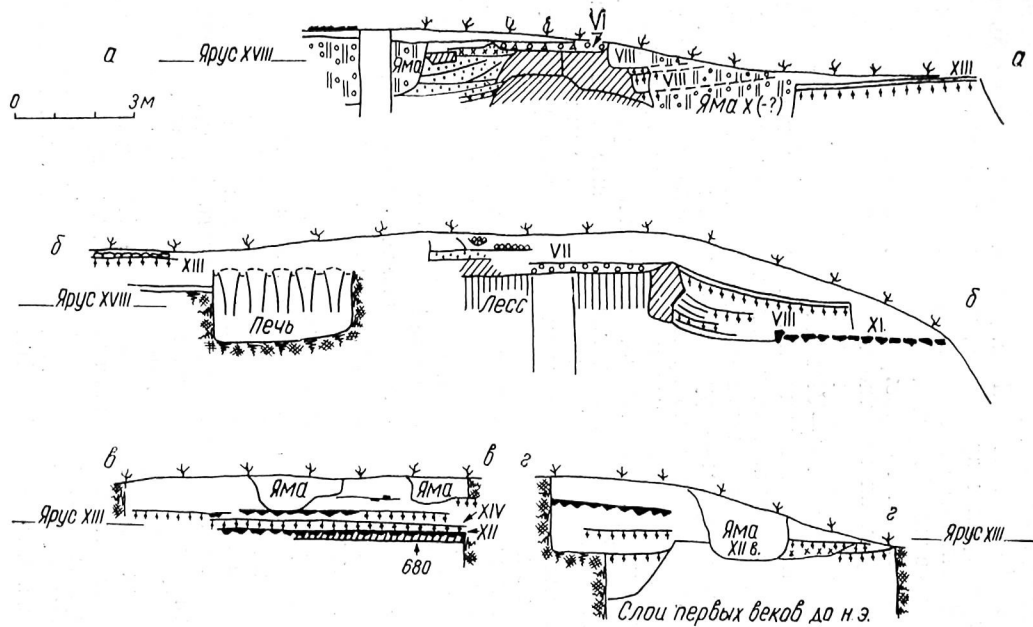 а Ярус XVIII Яма VI VIII VIII Яма X (-?) XIII а
0 3 м
б XIII VII б
Ярус XVIII Печь Лесс VIII XI
в Яма Яма в
Ярус XIII XIV
XII
680
г Яма г
XII в. Ярус XIII
Слои первых веков до н.э.